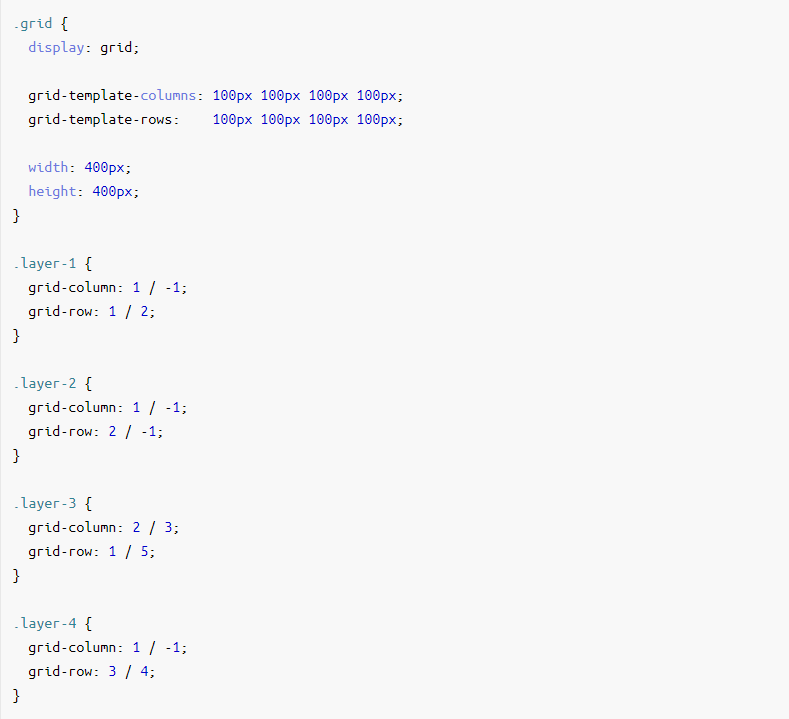 .grid {
  display: grid;

  grid-template-columns: 100px 100px 100px 100px;
  grid-template-rows:    100px 100px 100px 100px;

  width: 400px;
  height: 400px;
}

.layer-1 {
  grid-column: 1 / -1;
  grid-row: 1 / 2;
}

.layer-2 {
  grid-column: 1 / -1;
  grid-row: 2 / -1;
}

.layer-3 {
  grid-column: 2 / 3;
  grid-row: 1 / 5;
}

.layer-4 {
  grid-column: 1 / -1;
  grid-row: 3 / 4;
}